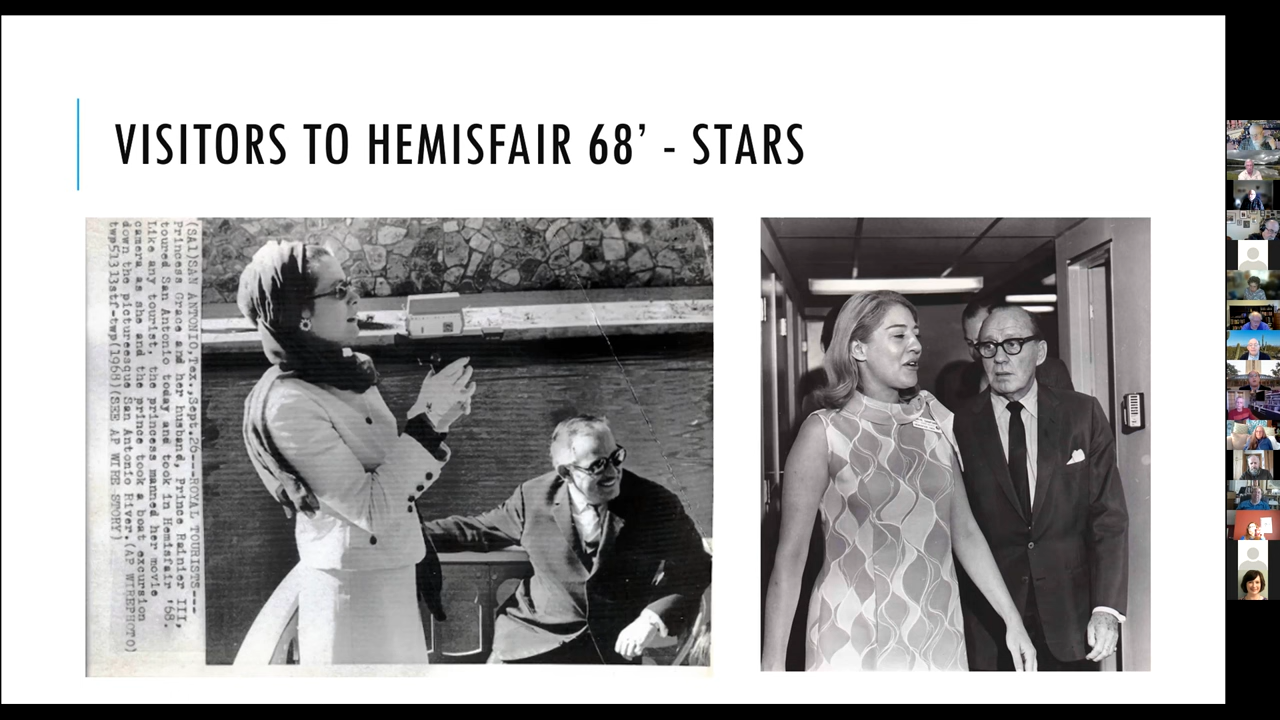 VISITORS TO HEMISFAIR 68’ - STARS
(SA1)SAN ANTONIO,Tex.,Sept.26---ROYAL TOURISTS---
Princess Grace and her husband, Prince Rainier III,
toured San Antonio today and took in Hemisfair '68.
Like any tourist, the princess manned her movie
camera as she and the prince took a boat excursion
down the picturesque San Antonio River.(AP WIREPHOTO)
twp51313stf-twp(1968)(SEE AP WIRE STORY)